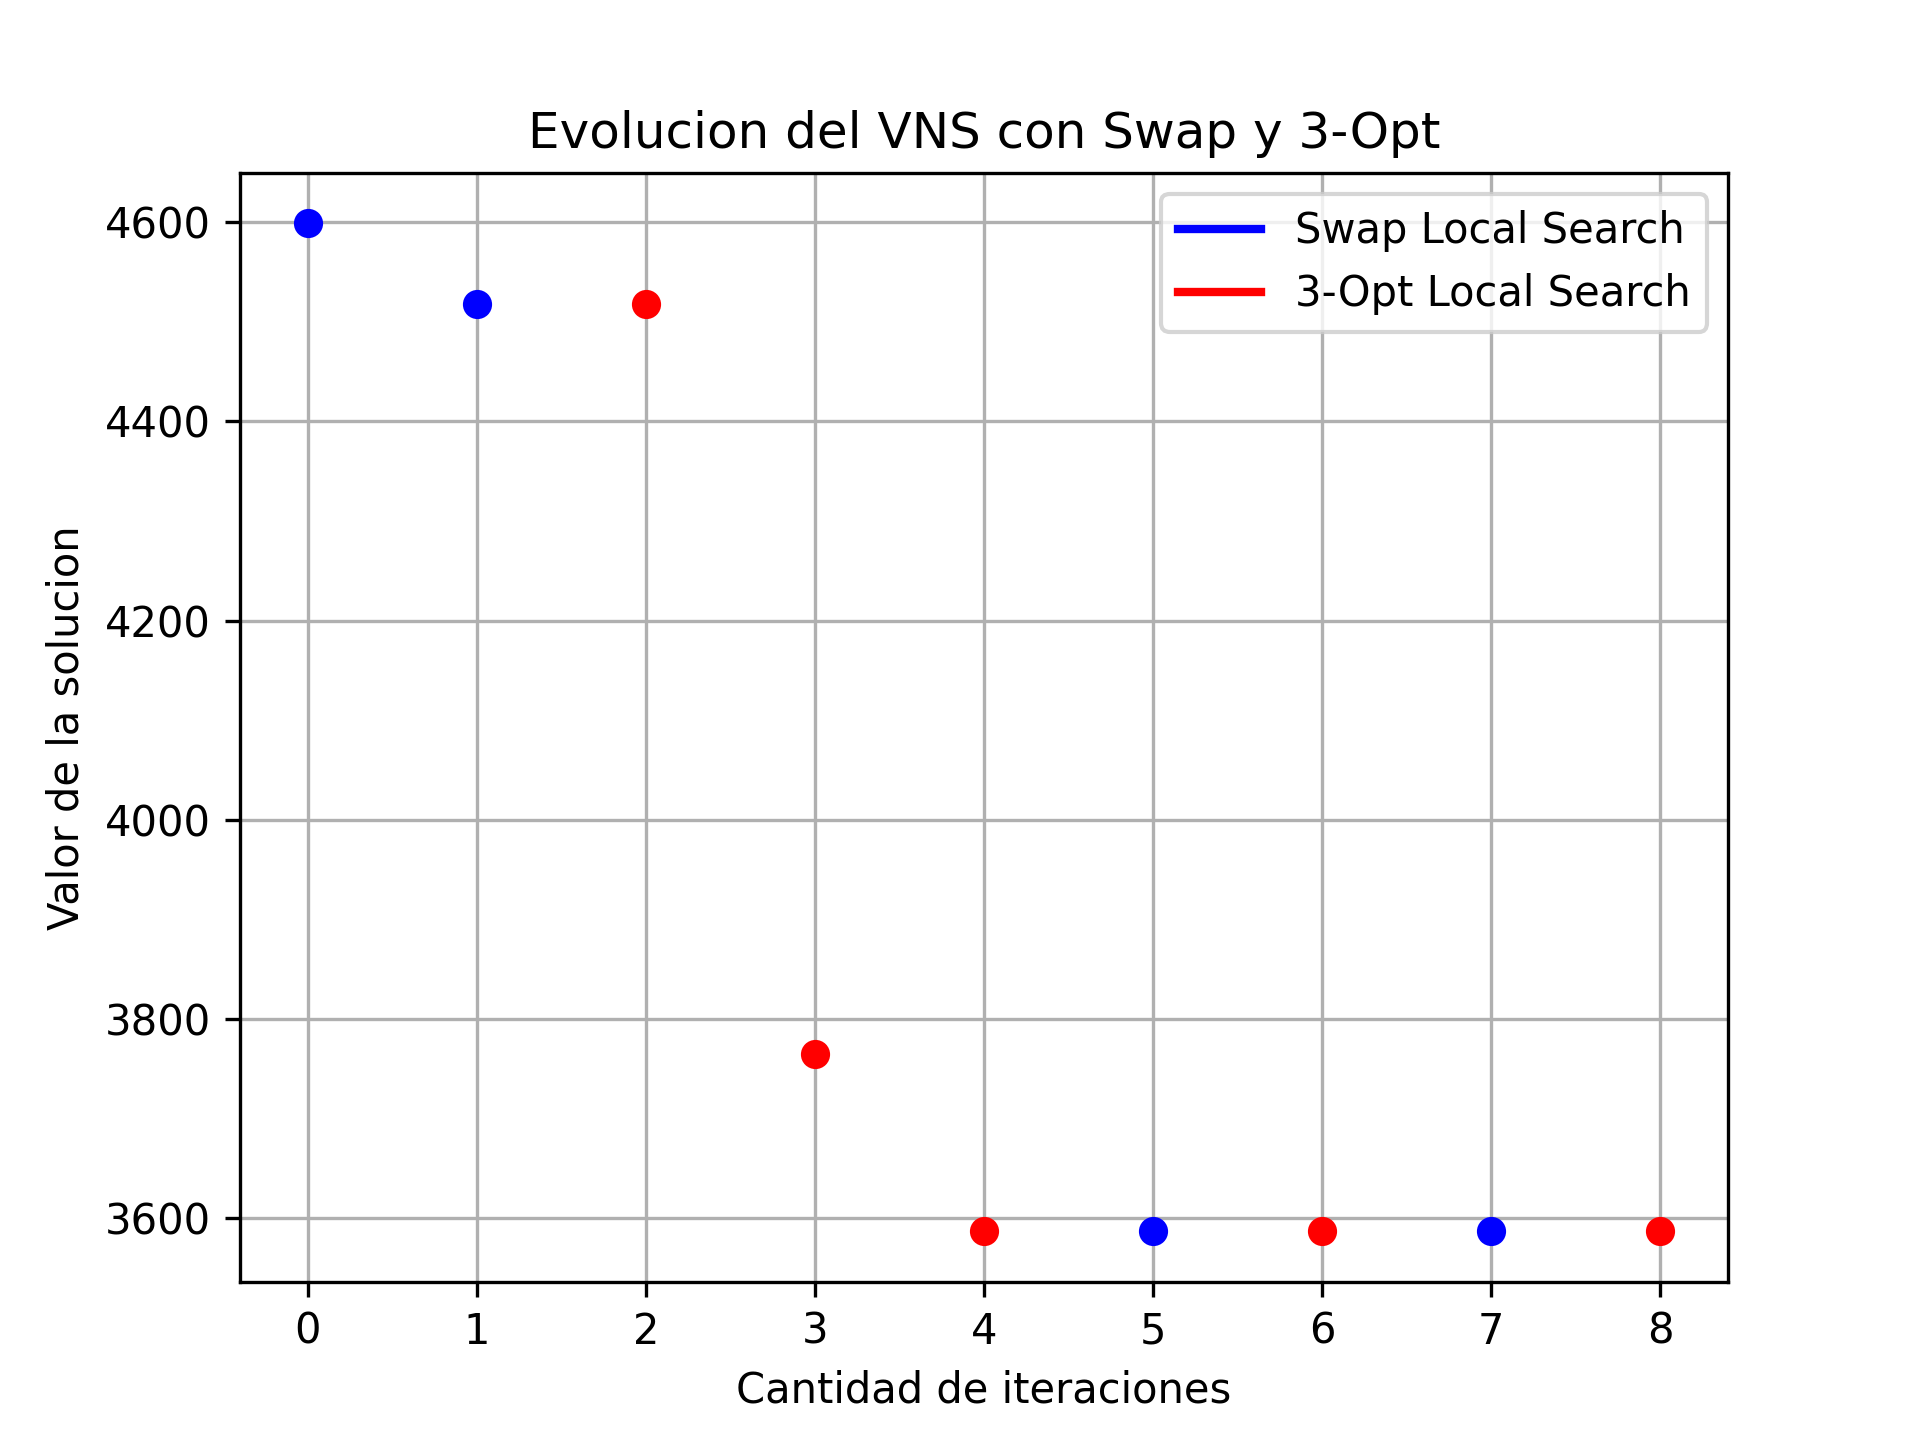 Evolucion del VNS con Swap y 3-Opt
Swap Local Search
3-Opt Local Search
4600
4400
4200
4000
3800
3600
Valor de la solucion
0 1 2 3 4 5 6 7 8
Cantidad de iteraciones